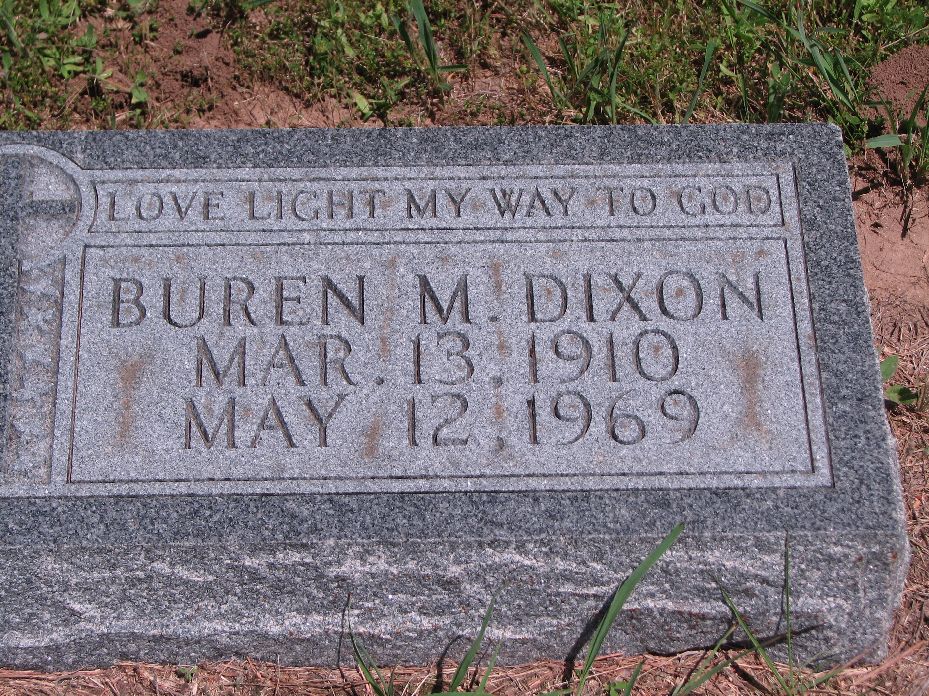 LOVE LIGHT MY WAY TO GOD
BUREN M. DIXON
MAR. 13, 1910
MAY 12, 1969